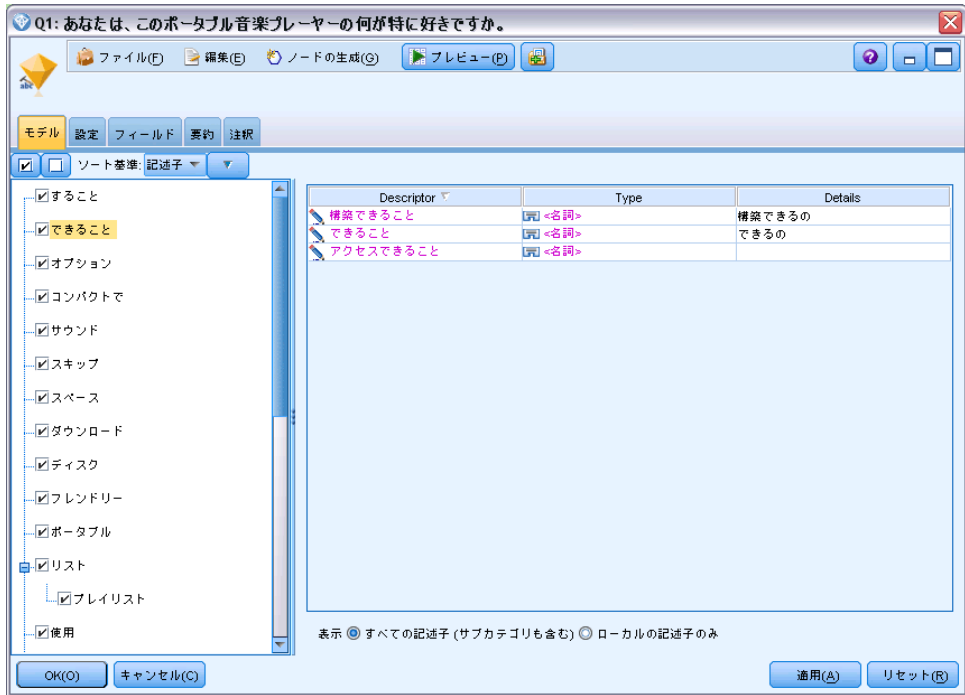 Q1: あなたは、このポータブル音楽プレーヤーの何が特に好きですか。
ファイル(F) 編集(E) ノードの生成(G) プレビュー(P)
abc
モデル 設定 フィールド 要約 注釈
ソート基準: 記述子
すること
できること
オプション
コンパクトで
サウンド
スキップ
スペース
ダウンロード
ディスク
フレンドリー
ポータブル
リスト
プレイリスト
使用
Descriptor Type Details
構築できること <名詞> 構築できるの
できること <名詞> できるの
アクセスできること <名詞>
表示 すべての記述子 (サブカテゴリも含む) ローカルの記述子のみ
OK(O) キャンセル(C) 適用(A) リセット(R)